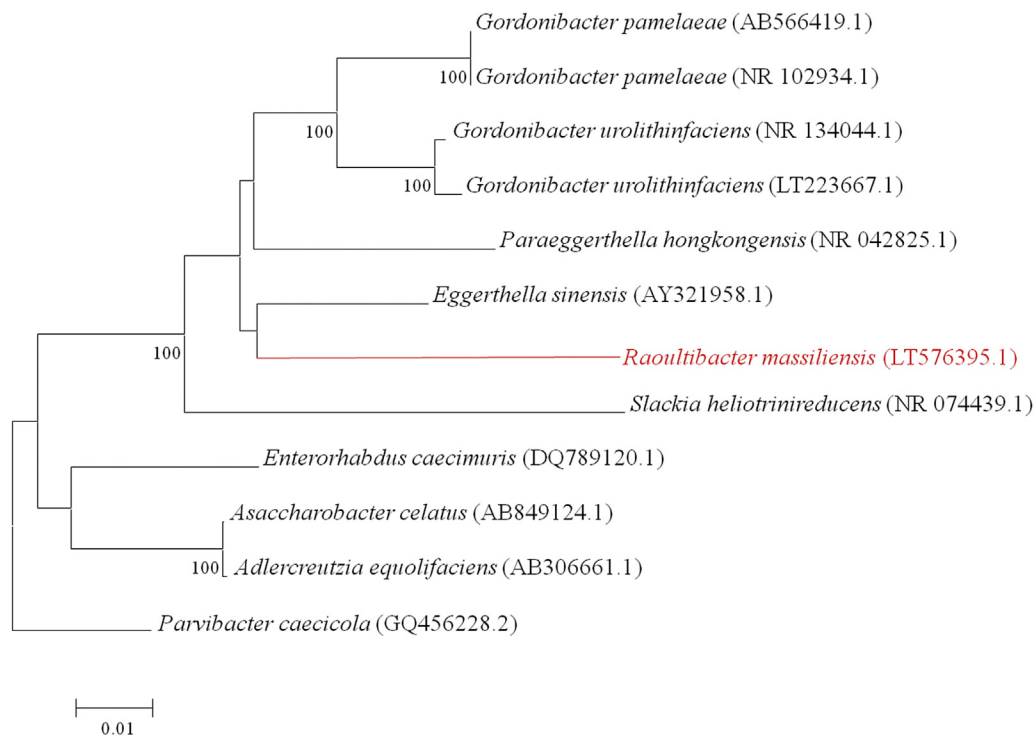 Gordonibacter pamelaeae (AB566419.1)
100 Gordonibacter pamelaeae (NR 102934.1)
100
Gordonibacter urolithinfaciens (NR 134044.1)
100
Gordonibacter urolithinfaciens (LT223667.1)
Paraeggerthella hongkongensis (NR 042825.1)
Eggerthella sinensis (AY321958.1)
100
Raoultibacter massiliensis (LT576395.1)
Slackia heliotrinireducens (NR 074439.1)
Enterorhabdus caecimuris (DQ789120.1)
Asaccharobacter celatus (AB849124.1)
100 Adlercreutzia equolifaciens (AB306661.1)
Parvibacter caecicola (GQ456228.2)
0.01